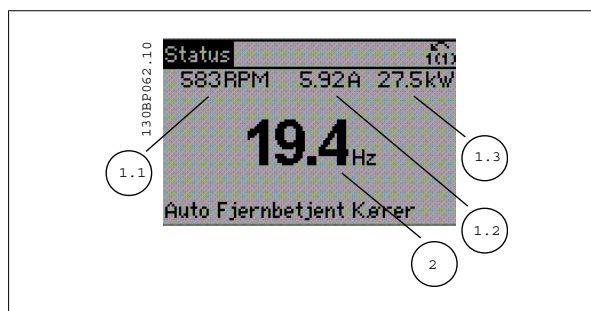 130BP062.10
Status
1(1)
583RPM 5.92A 27.5kW
19.4Hz
1.1
1.3
Auto Fjernbetjent Kører
1.2
2